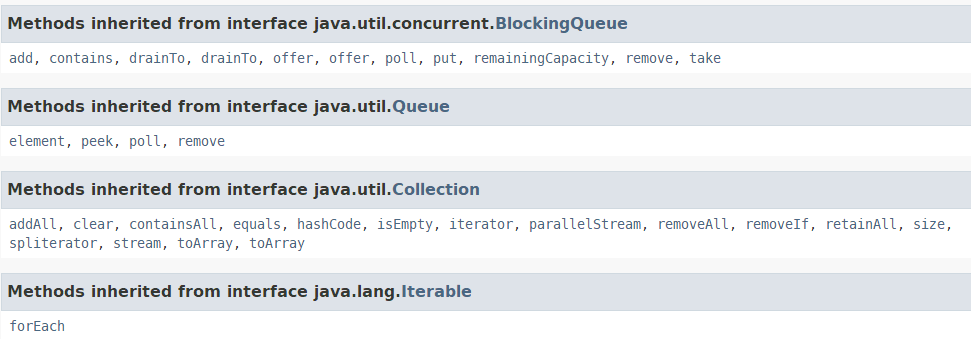 Methods inherited from interface java.util.concurrent.BlockingQueue
add, contains, drainTo, drainTo, offer, offer, poll, put, remainingCapacity, remove, take
Methods inherited from interface java.util.Queue
element, peek, poll, remove
Methods inherited from interface java.util.Collection
addAll, clear, containsAll, equals, hashCode, isEmpty, iterator, parallelStream, removeAll, removeIf, retainAll, size,
spliterator, stream, toArray, toArray
Methods inherited from interface java.lang.Iterable
forEach